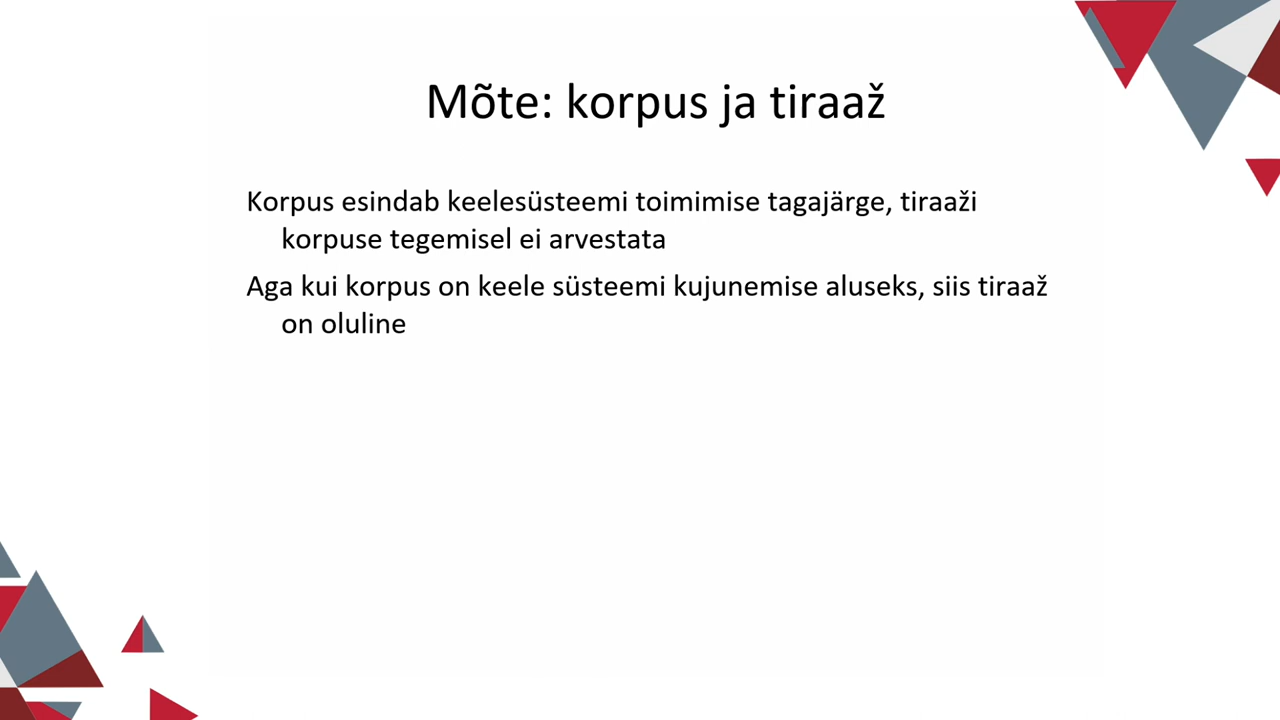 Mõte: korpus ja tiraaž
Korpus esindab keelesüsteemi toimimise tagajärge, tiraaži
korpuse tegemisel ei arvestata
Aga kui korpus on keele süsteemi kujunemise aluseks, siis tiraaž
on oluline